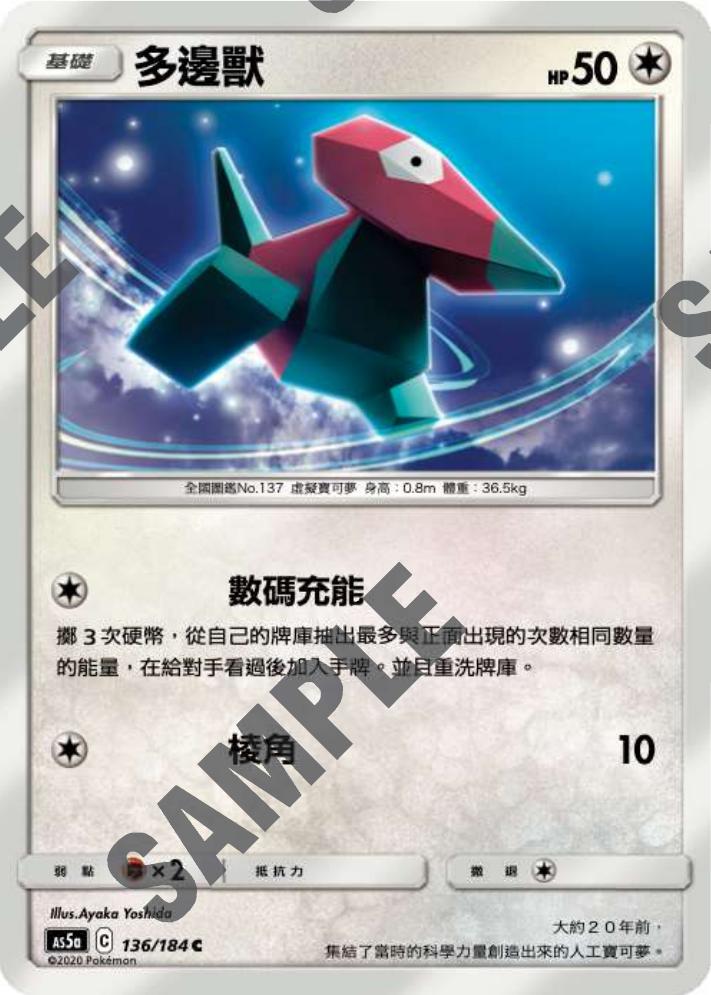 基礎 多邊獸 HP 50
全國圖鑑No.137 虛擬寶可夢 身高：0.8m 體重：36.5kg
數碼充能
擲 3 次硬幣，從自己的牌庫抽出最多與正面出現的次數相同數量
的能量，在給對手看過後加入手牌。並且重洗牌庫。
稜角 10
弱點 ×2 抵抗力 撤退
Illus.Ayaka Yoshida
AS5a C 136/184 C
©2020 Pokémon
大約２０年前，
集結了當時的科學力量創造出來的人工寶可夢。
SAMPLE